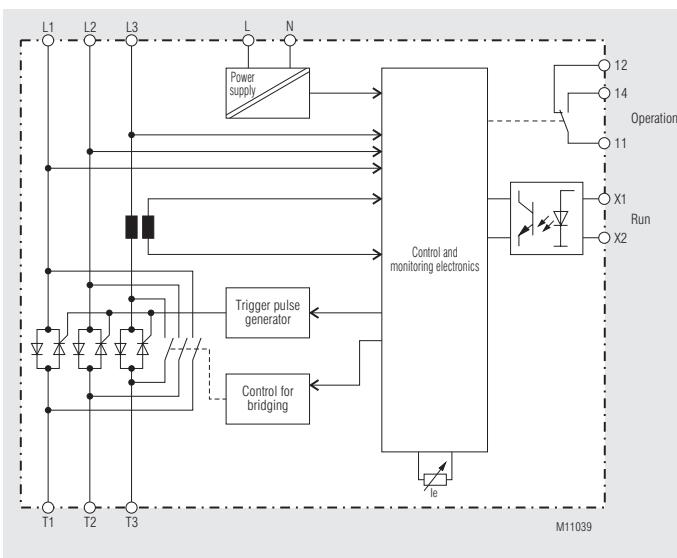 L1 L2 L3 L N
Power
supply
12
14
Operation
11
X1
Run
X2
Control and
monitoring electronics
Trigger pulse
generator
Control for
bridging
Ie
T1 T2 T3
M11039